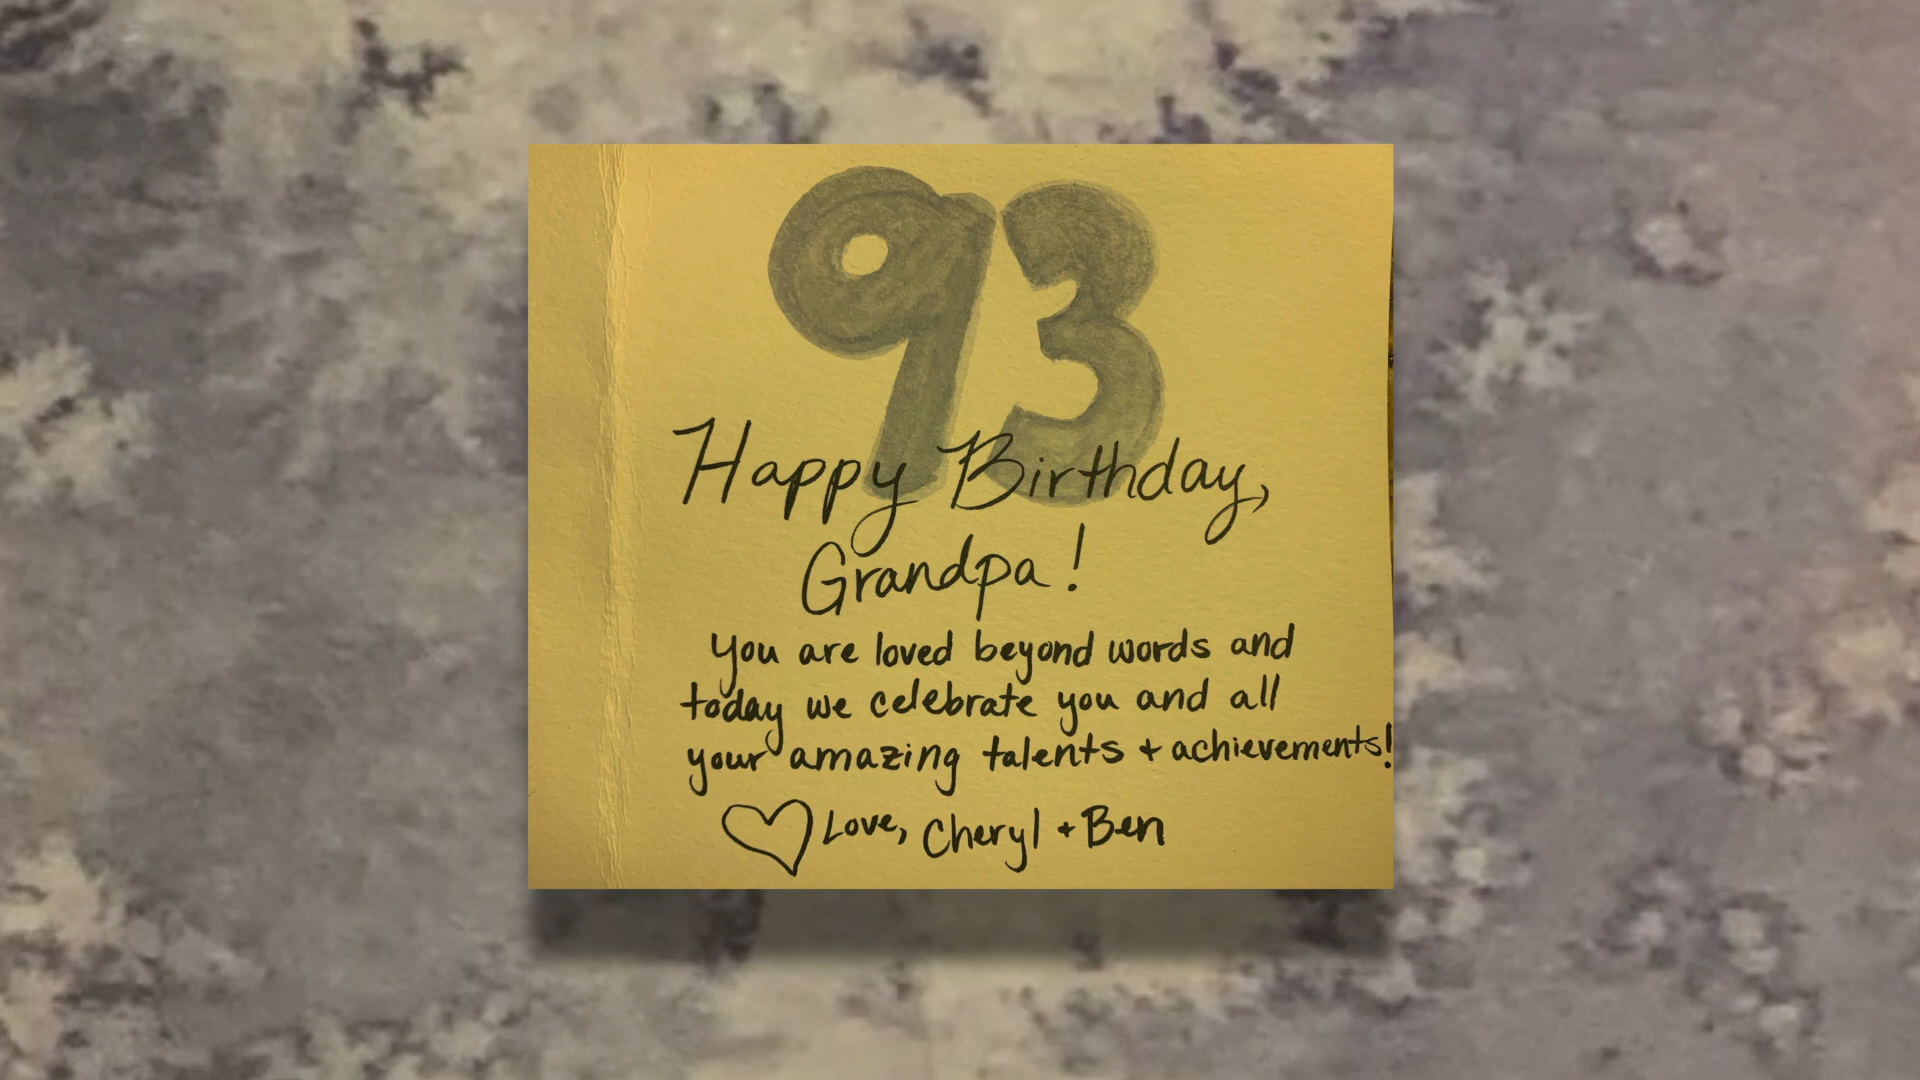 93
Happy Birthday,
Grandpa!
You are loved beyond words and
today we celebrate you and all
your amazing talents + achievements!
♡ Love, Cheryl + Ben